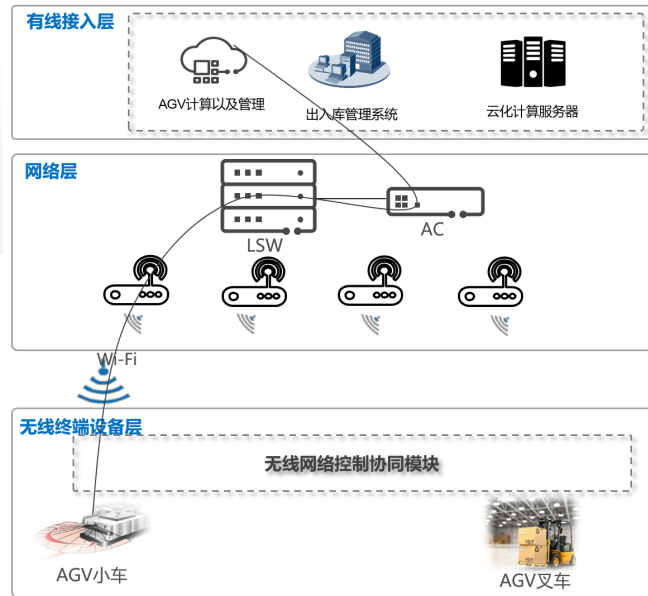 有线接入层
AGV计算以及管理
出入库管理系统
云化计算服务器
网络层
LSW
AC
Wi-Fi
无线终端设备层
无线网络控制协同模块
AGV小车
AGV叉车